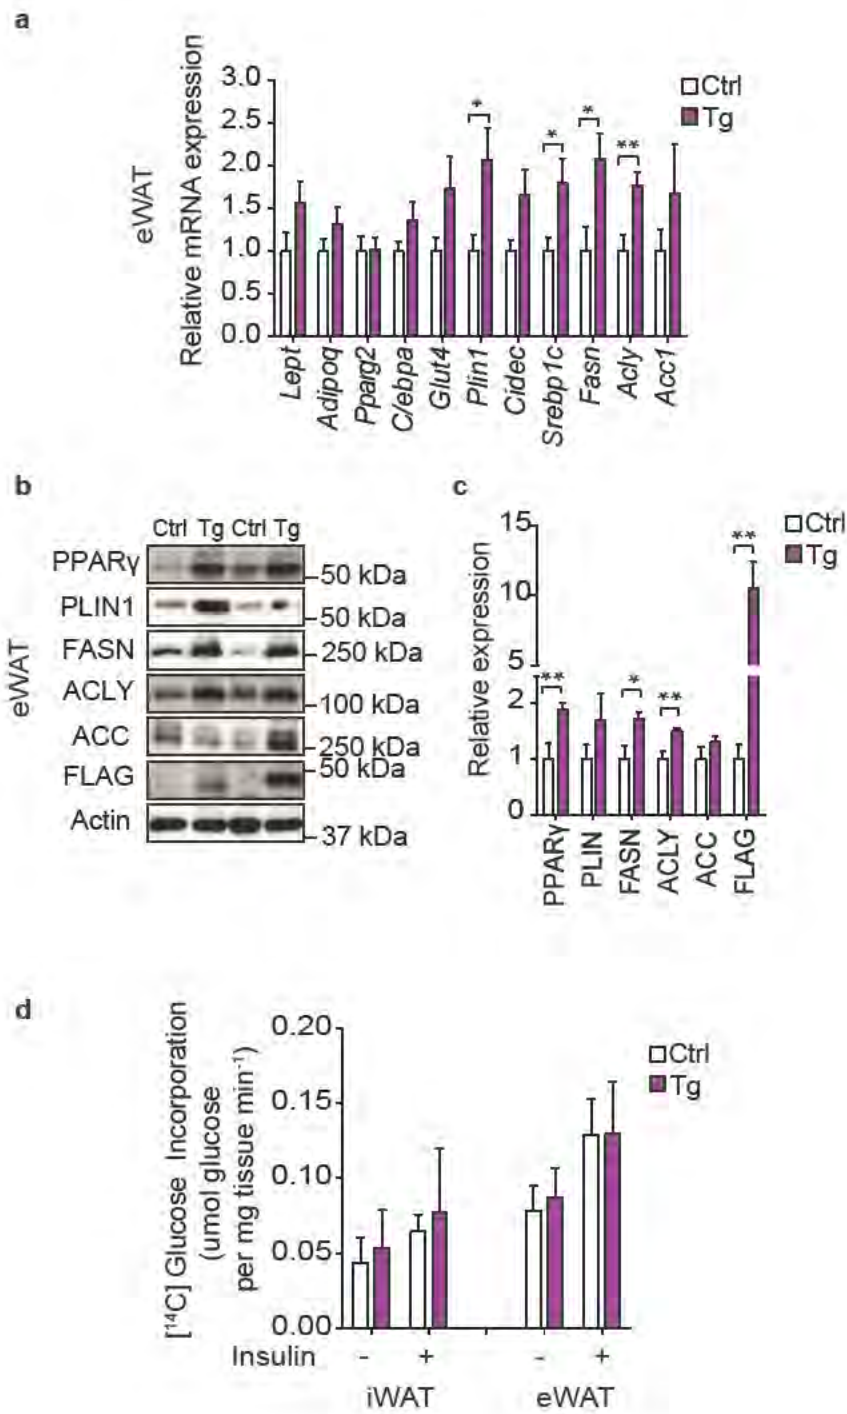 a
eWAT
Relative mRNA expression
3.0
2.5
2.0
1.5
1.0
0.5
0.0
*
*
*
**
Ctrl
Tg
Lept
Adipoq
Pparg2
C/ebpa
Glut4
Plin1
Cidec
Srebp1c
Fasn
Acly
Acc1
b
eWAT
Ctrl Tg Ctrl Tg
PPARγ
50 kDa
PLIN1
50 kDa
FASN
250 kDa
ACLY
100 kDa
ACC
250 kDa
FLAG
50 kDa
Actin
37 kDa
c
Relative expression
15
10
5
2
1
0
**
*
**
**
Ctrl
Tg
PPARγ
PLIN
FASN
ACLY
ACC
FLAG
d
[¹⁴C] Glucose Incorporation
(umol glucose
per mg tissue min⁻¹)
0.20
0.15
0.10
0.05
0.00
Ctrl
Tg
Insulin - + - +
iWAT eWAT